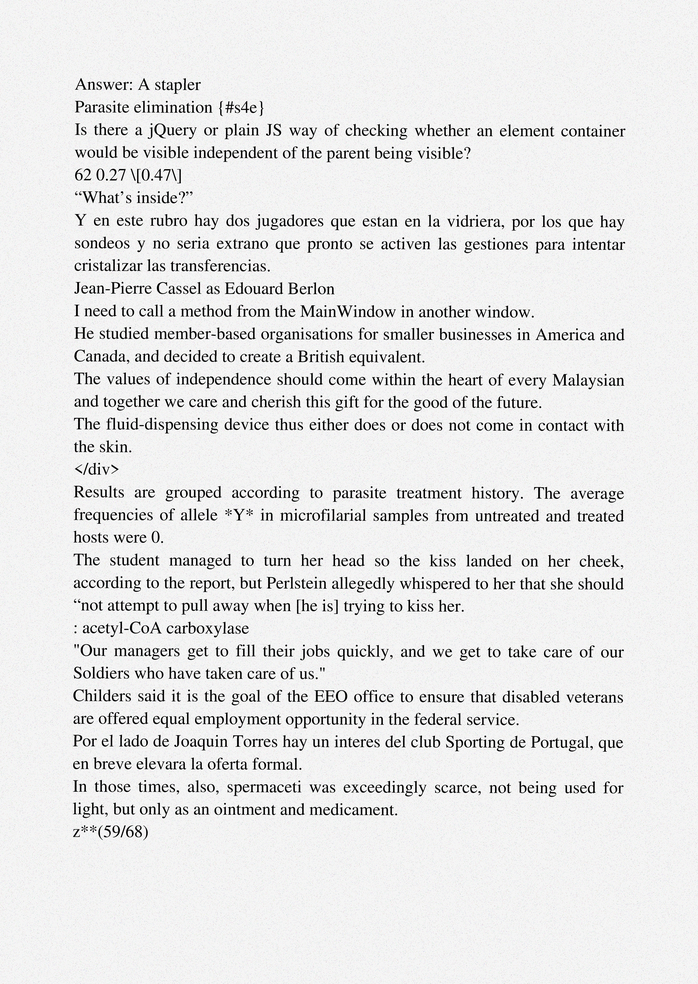 Answer: A stapler
Parasite elimination {#s4e}
Is there a jQuery or plain JS way of checking whether an element container
would be visible independent of the parent being visible?
62 0.27 \[0.47\]
“What’s inside?”
Y en este rubro hay dos jugadores que estan en la vidriera, por los que hay
sondeos y no seria extrano que pronto se activen las gestiones para intentar
cristalizar las transferencias.
Jean-Pierre Cassel as Edouard Berlon
I need to call a method from the MainWindow in another window.
He studied member-based organisations for smaller businesses in America and
Canada, and decided to create a British equivalent.
The values of independence should come within the heart of every Malaysian
and together we care and cherish this gift for the good of the future.
The fluid-dispensing device thus either does or does not come in contact with
the skin.
</div>
Results are grouped according to parasite treatment history. The average
frequencies of allele *Y* in microfilarial samples from untreated and treated
hosts were 0.
The student managed to turn her head so the kiss landed on her cheek,
according to the report, but Perlstein allegedly whispered to her that she should
“not attempt to pull away when [he is] trying to kiss her.
: acetyl-CoA carboxylase
"Our managers get to fill their jobs quickly, and we get to take care of our
Soldiers who have taken care of us."
Childers said it is the goal of the EEO office to ensure that disabled veterans
are offered equal employment opportunity in the federal service.
Por el lado de Joaquin Torres hay un interes del club Sporting de Portugal, que
en breve elevara la oferta formal.
In those times, also, spermaceti was exceedingly scarce, not being used for
light, but only as an ointment and medicament.
z**(59/68)